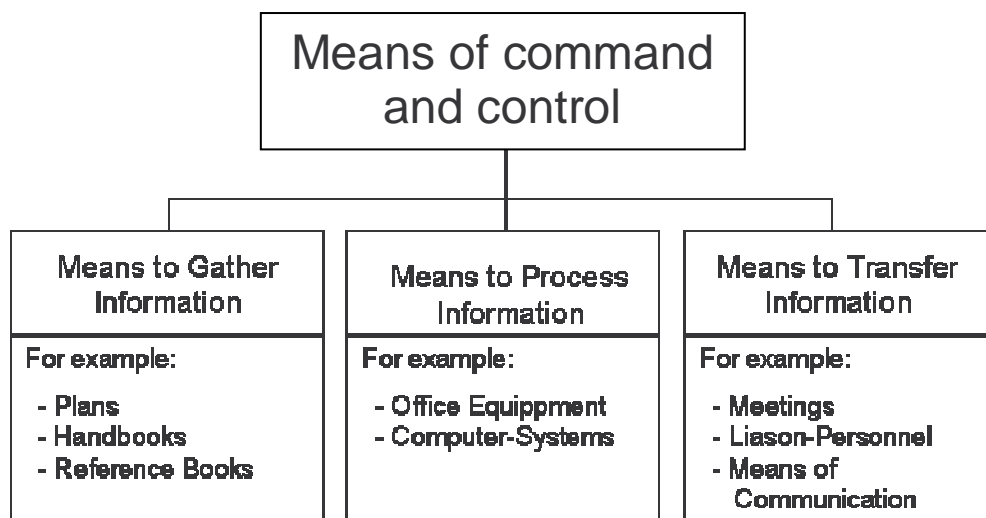 Means of command
and control
Means to Gather
Information
For example:
- Plans
- Handbooks
- Reference Books
Means to Process
Information
For example:
- Office Equippment
- Computer-Systems
Means to Transfer
Information
For example:
- Meetings
- Liason-Personnel
- Means of
Communication